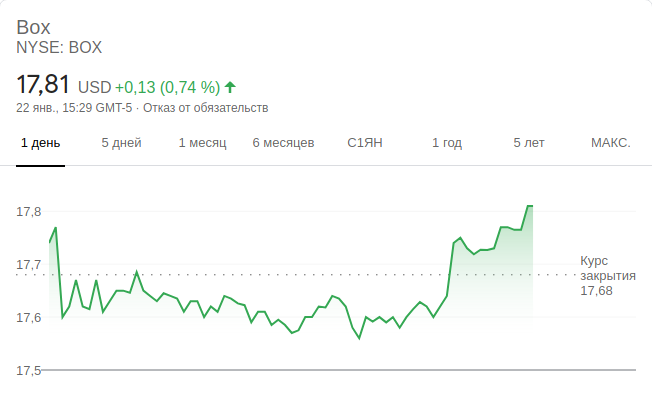 Box
NYSE: BOX
17,81 USD +0,13 (0,74 %)
22 янв., 15:29 GMT-5 · Отказ от обязательств
1 день 5 дней 1 месяц 6 месяцев С1ЯН 1 год 5 лет МАКС.
17,8
17,7
17,6
17,5
Курс
закрытия
17,68